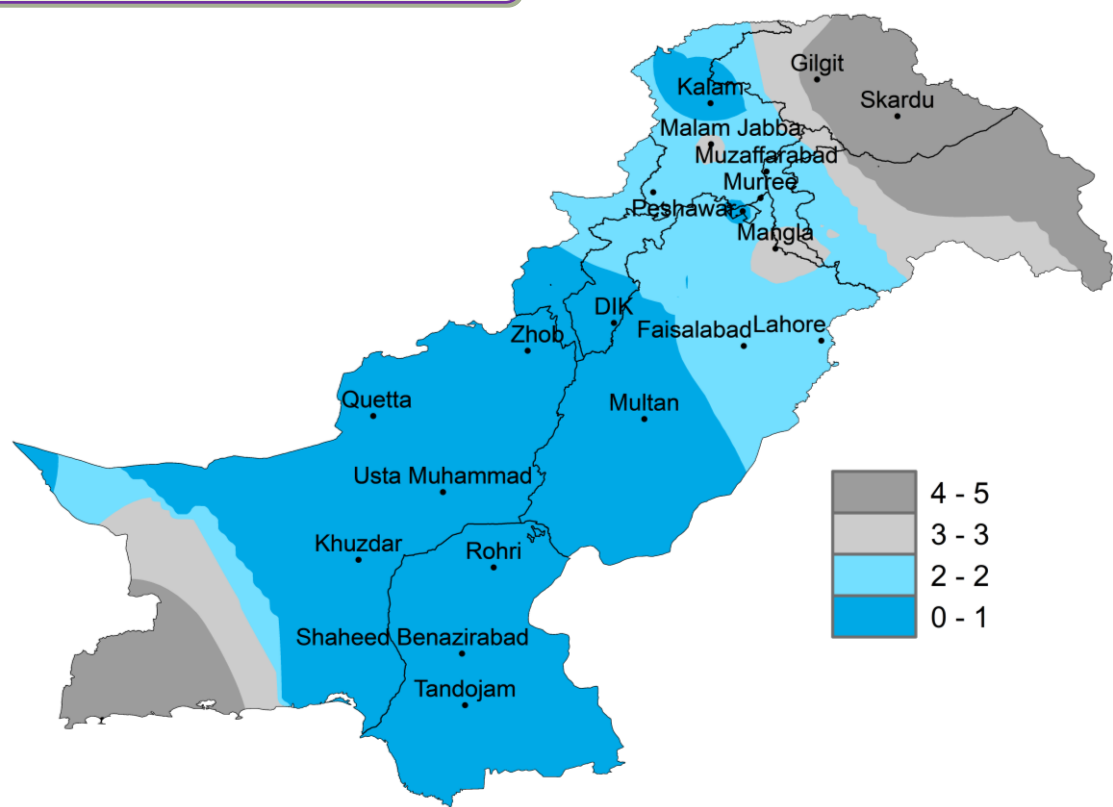 Gilgit
Kalam
Skardu
Malam Jabba
Muzaffarabad
Murree
Peshawar
Mangla
DIK
Zhob
Faisalabad
Lahore
Quetta
Multan
Usta Muhammad
Khuzdar
Rohri
Shaheed Benazirabad
Tandojam
4 - 5
3 - 3
2 - 2
0 - 1